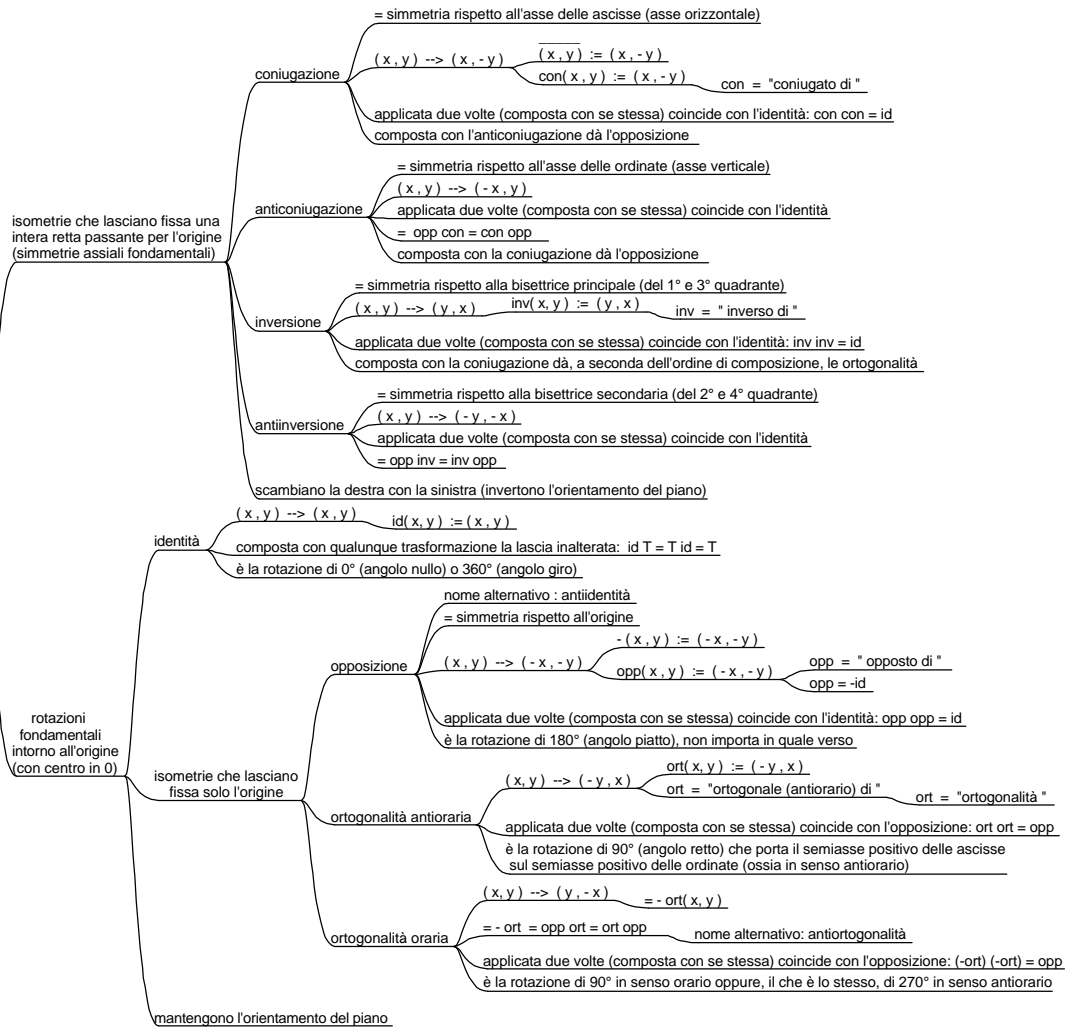 isometrie che lasciano fissa una
intera retta passante per l'origine
(simmetrie assiali fondamentali)
coniugazione
= simmetria rispetto all'asse delle ascisse (asse orizzontale)
( x , y ) --> ( x , - y )
( x , y ) := ( x , - y )
con( x , y ) := ( x , - y )
con = "coniugato di "
applicata due volte (composta con se stessa) coincide con l'identità: con con = id
composta con l'anticoniugazione dà l'opposizione
anticoniugazione
= simmetria rispetto all'asse delle ordinate (asse verticale)
( x , y ) --> ( - x , y )
applicata due volte (composta con se stessa) coincide con l'identità
= opp con = con opp
composta con la coniugazione dà l'opposizione
inversione
= simmetria rispetto alla bisettrice principale (del 1° e 3° quadrante)
( x , y ) --> ( y , x )
inv( x, y ) := ( y , x )
inv = " inverso di "
applicata due volte (composta con se stessa) coincide con l'identità: inv inv = id
composta con la coniugazione dà, a seconda dell'ordine di composizione, le ortogonalità
antiinversione
= simmetria rispetto alla bisettrice secondaria (del 2° e 4° quadrante)
( x , y ) --> ( - y , - x )
applicata due volte (composta con se stessa) coincide con l'identità
= opp inv = inv opp
scambiano la destra con la sinistra (invertono l'orientamento del piano)
rotazioni
fondamentali
intorno all'origine
(con centro in 0)
identità
( x , y ) --> ( x , y )
id( x, y ) := ( x , y )
composta con qualunque trasformazione la lascia inalterata: id T = T id = T
è la rotazione di 0° (angolo nullo) o 360° (angolo giro)
isometrie che lasciano
fissa solo l'origine
opposizione
nome alternativo : antiidentità
= simmetria rispetto all'origine
( x , y ) --> ( - x , - y )
- ( x , y ) := ( - x , - y )
opp( x , y ) := ( - x , - y )
opp = " opposto di "
opp = -id
applicata due volte (composta con se stessa) coincide con l'identità: opp opp = id
è la rotazione di 180° (angolo piatto), non importa in quale verso
ortogonalità antioraria
( x, y ) --> ( - y , x )
ort( x, y ) := ( - y , x )
ort = "ortogonale (antiorario) di "
ort = "ortogonalità "
applicata due volte (composta con se stessa) coincide con l'opposizione: ort ort = opp
è la rotazione di 90° (angolo retto) che porta il semiasse positivo delle ascisse
sul semiasse positivo delle ordinate (ossia in senso antiorario)
ortogonalità oraria
( x, y ) --> ( y , - x )
= - ort( x, y )
= - ort = opp ort = ort opp
nome alternativo: antiortogonalità
applicata due volte (composta con se stessa) coincide con l'opposizione: (-ort) (-ort) = opp
è la rotazione di 90° in senso orario oppure, il che è lo stesso, di 270° in senso antiorario
mantengono l'orientamento del piano